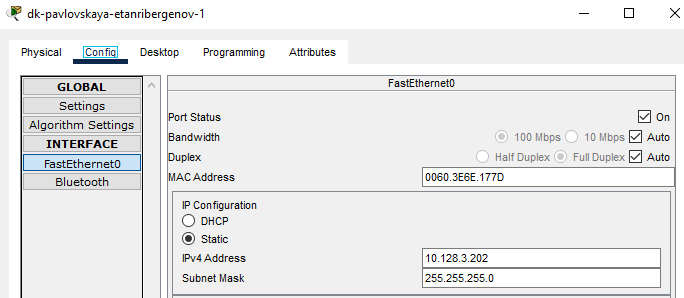 dk-pavlovskaya-etanribergenov-1
Physical Config Desktop Programming Attributes
GLOBAL
Settings
Algorithm Settings
INTERFACE
FastEthernet0
Bluetooth
FastEthernet0
Port Status On
Bandwidth 100 Mbps 10 Mbps Auto
Duplex Half Duplex Full Duplex Auto
MAC Address 0060.3E6E.177D
IP Configuration
DHCP
Static
IPv4 Address 10.128.3.202
Subnet Mask 255.255.255.0